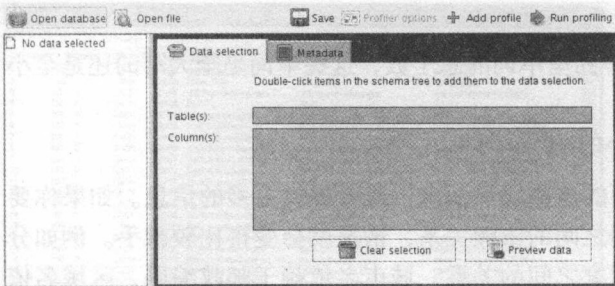 Open database Open file Save Profiler options Add profile Run profiling
No data selected
Data selection Metadata
Double-click items in the schema tree to add them to the data selection.
Table(s):
Column(s):
Clear selection Preview data